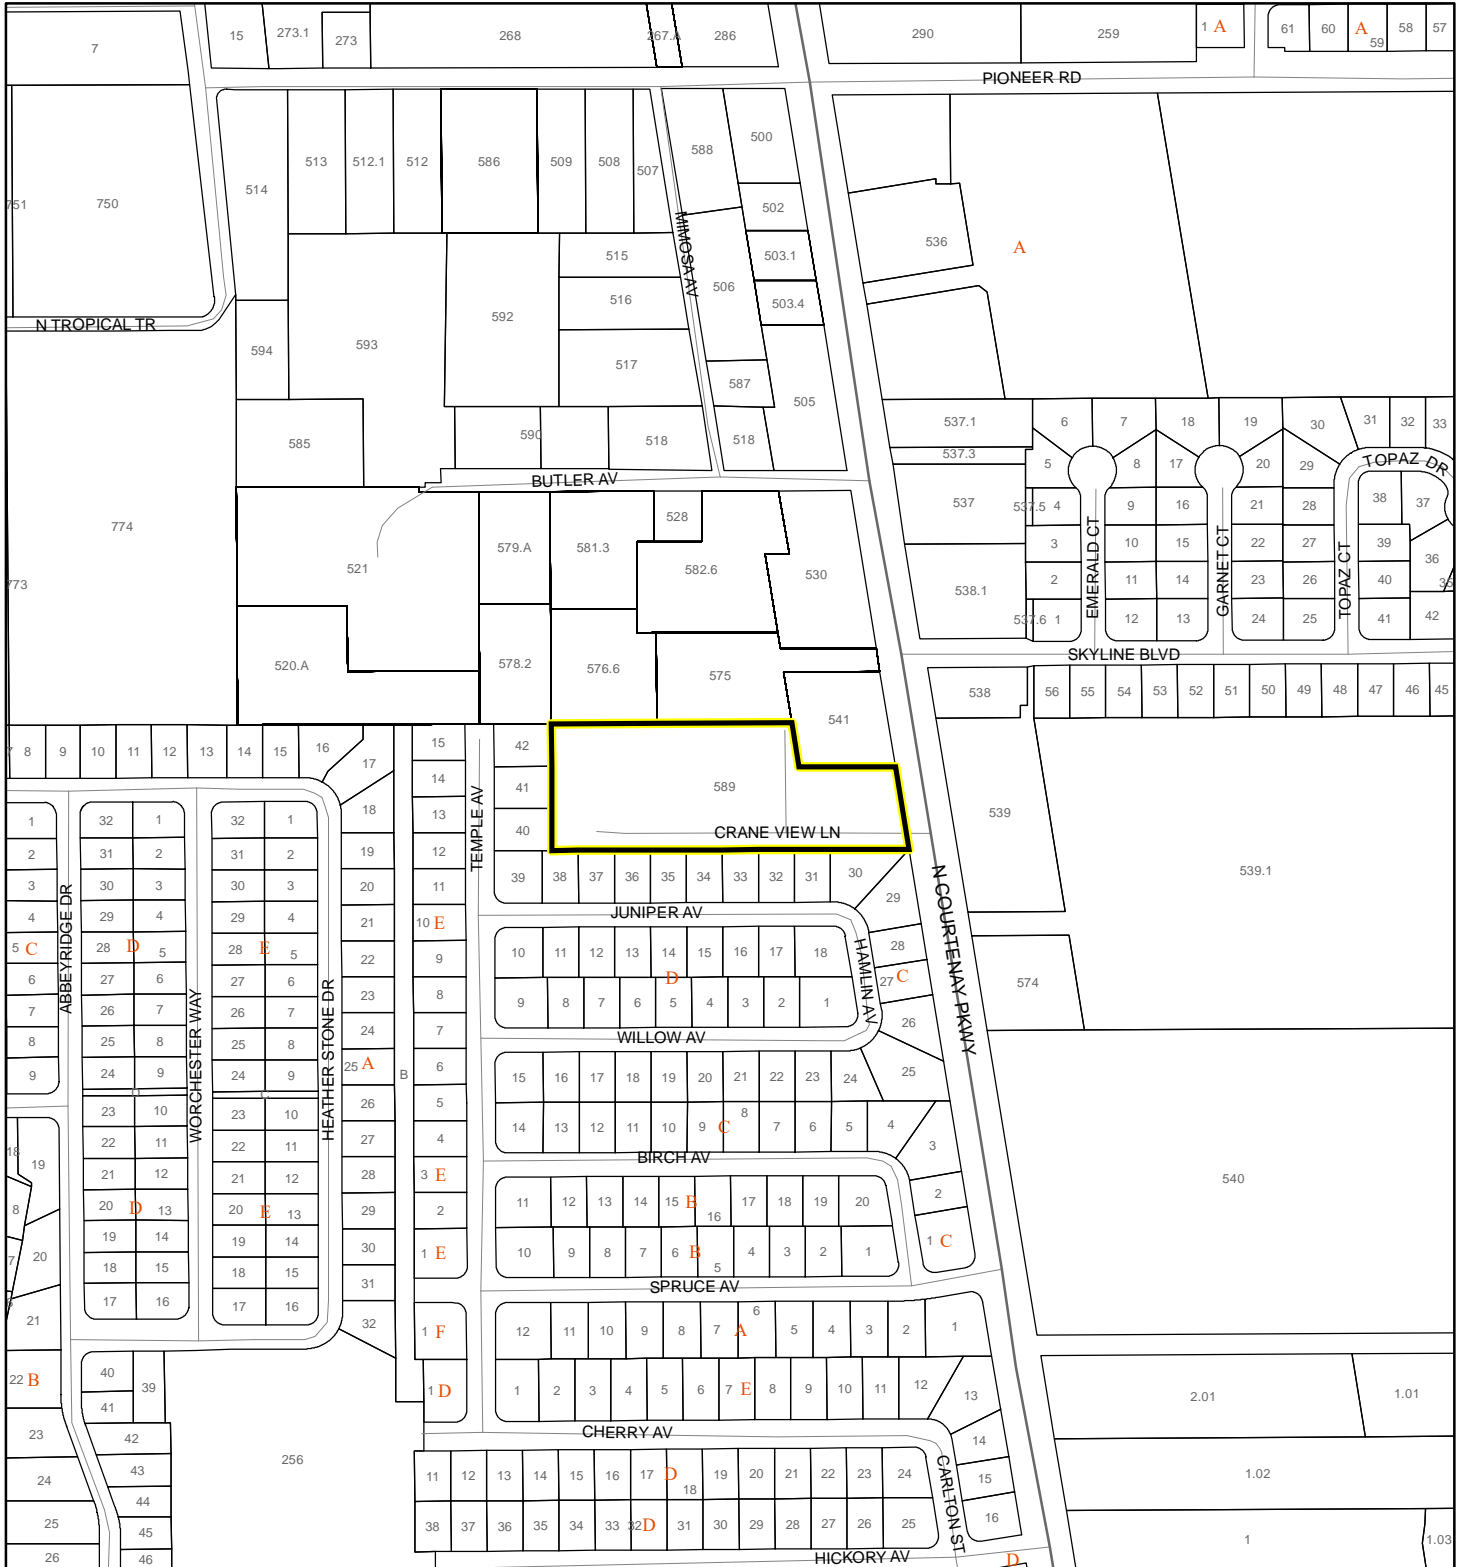 15 273.1 273 268 267.A 286 290 259 1 A 61 60 A 59 58 57
7
PIONEER RD
751 750 514 513 512.1 512 586 509 508 507 588 500
502
MIMOSA AV
515 503.1 536 A
516 506 503.4
N TROPICAL TR
594 593 592 517 587 505
585 590 518 518 537.1 6 7 18 19 30 31 32 33
537.3
BUTLER AV
5 8 17 20 29 TOPAZ DR
774 528 537 537.5 4 9 16 21 28 38 37
521 579.A 581.3 582.6 530 3 10 15 22 27 39 36
773 538.1 2 11 14 23 26 40 35
537.6 1 12 13 24 25 41 42
EMERALD CT
GARNET CT
TOPAZ CT
SKYLINE BLVD
520.A 578.2 576.6 575 541 538 56 55 54 53 52 51 50 49 48 47 46 45
7 8 9 10 11 12 13 14 15 16 17 15 42
14 41 589
1 32 1 32 1 18 13 40 539
CRANE VIEW LN
TEMPLE AV
2 31 2 31 2 19 12
3 30 3 30 3 20 11 39 38 37 36 35 34 33 32 31 30 29 539.1
4 29 4 29 4 21 10 E
JUNIPER AV
N COURTENAY PKWY
5 C 28 D 5 28 E 5 22 9 10 11 12 13 14 15 16 17 18 28
ABBEYRIDGE DR
HAMLIN AV
6 27 6 27 6 23 8 D 27 C
7 26 7 26 7 24 7 9 8 7 6 5 4 3 2 1 26 574
WORCHESTER WAY
HEATHER STONE DR
WILLOW AV
8 25 8 25 8 25 A B 6 25
9 24 9 24 9 26 5 15 16 17 18 19 20 21 22 23 24
D C
23 10 23 10 27 4 14 13 12 11 10 9 C 8 7 6 5 4 3
18 19 22 11 22 11
BIRCH AV
21 12 21 12 28 3 E 2
8 20 D 13 20 E 13 29 2 11 12 13 14 15 B 16 17 18 19 20 540
7 20 19 14 19 14 30 1 E 10 9 8 7 6 B 5 4 3 2 1 1 C
18 15 18 15 31
SPRUCE AV
21 17 16 17 16 32 1 F 12 11 10 9 8 7 A 6 5 4 3 2 1
22 B 40 39 1 D 1 2 3 4 5 6 7 E 8 9 10 11 12 13 2.01 1.01
41
CHERRY AV
23 42 14
24 43 256 11 12 13 14 15 16 17 D 18 19 20 21 22 23 24 15 1.02
CARLTON ST
44
25 45 38 37 36 35 34 33 32 D 31 30 29 28 27 26 25 16 1 1.03
26 46
HICKORY AV
D